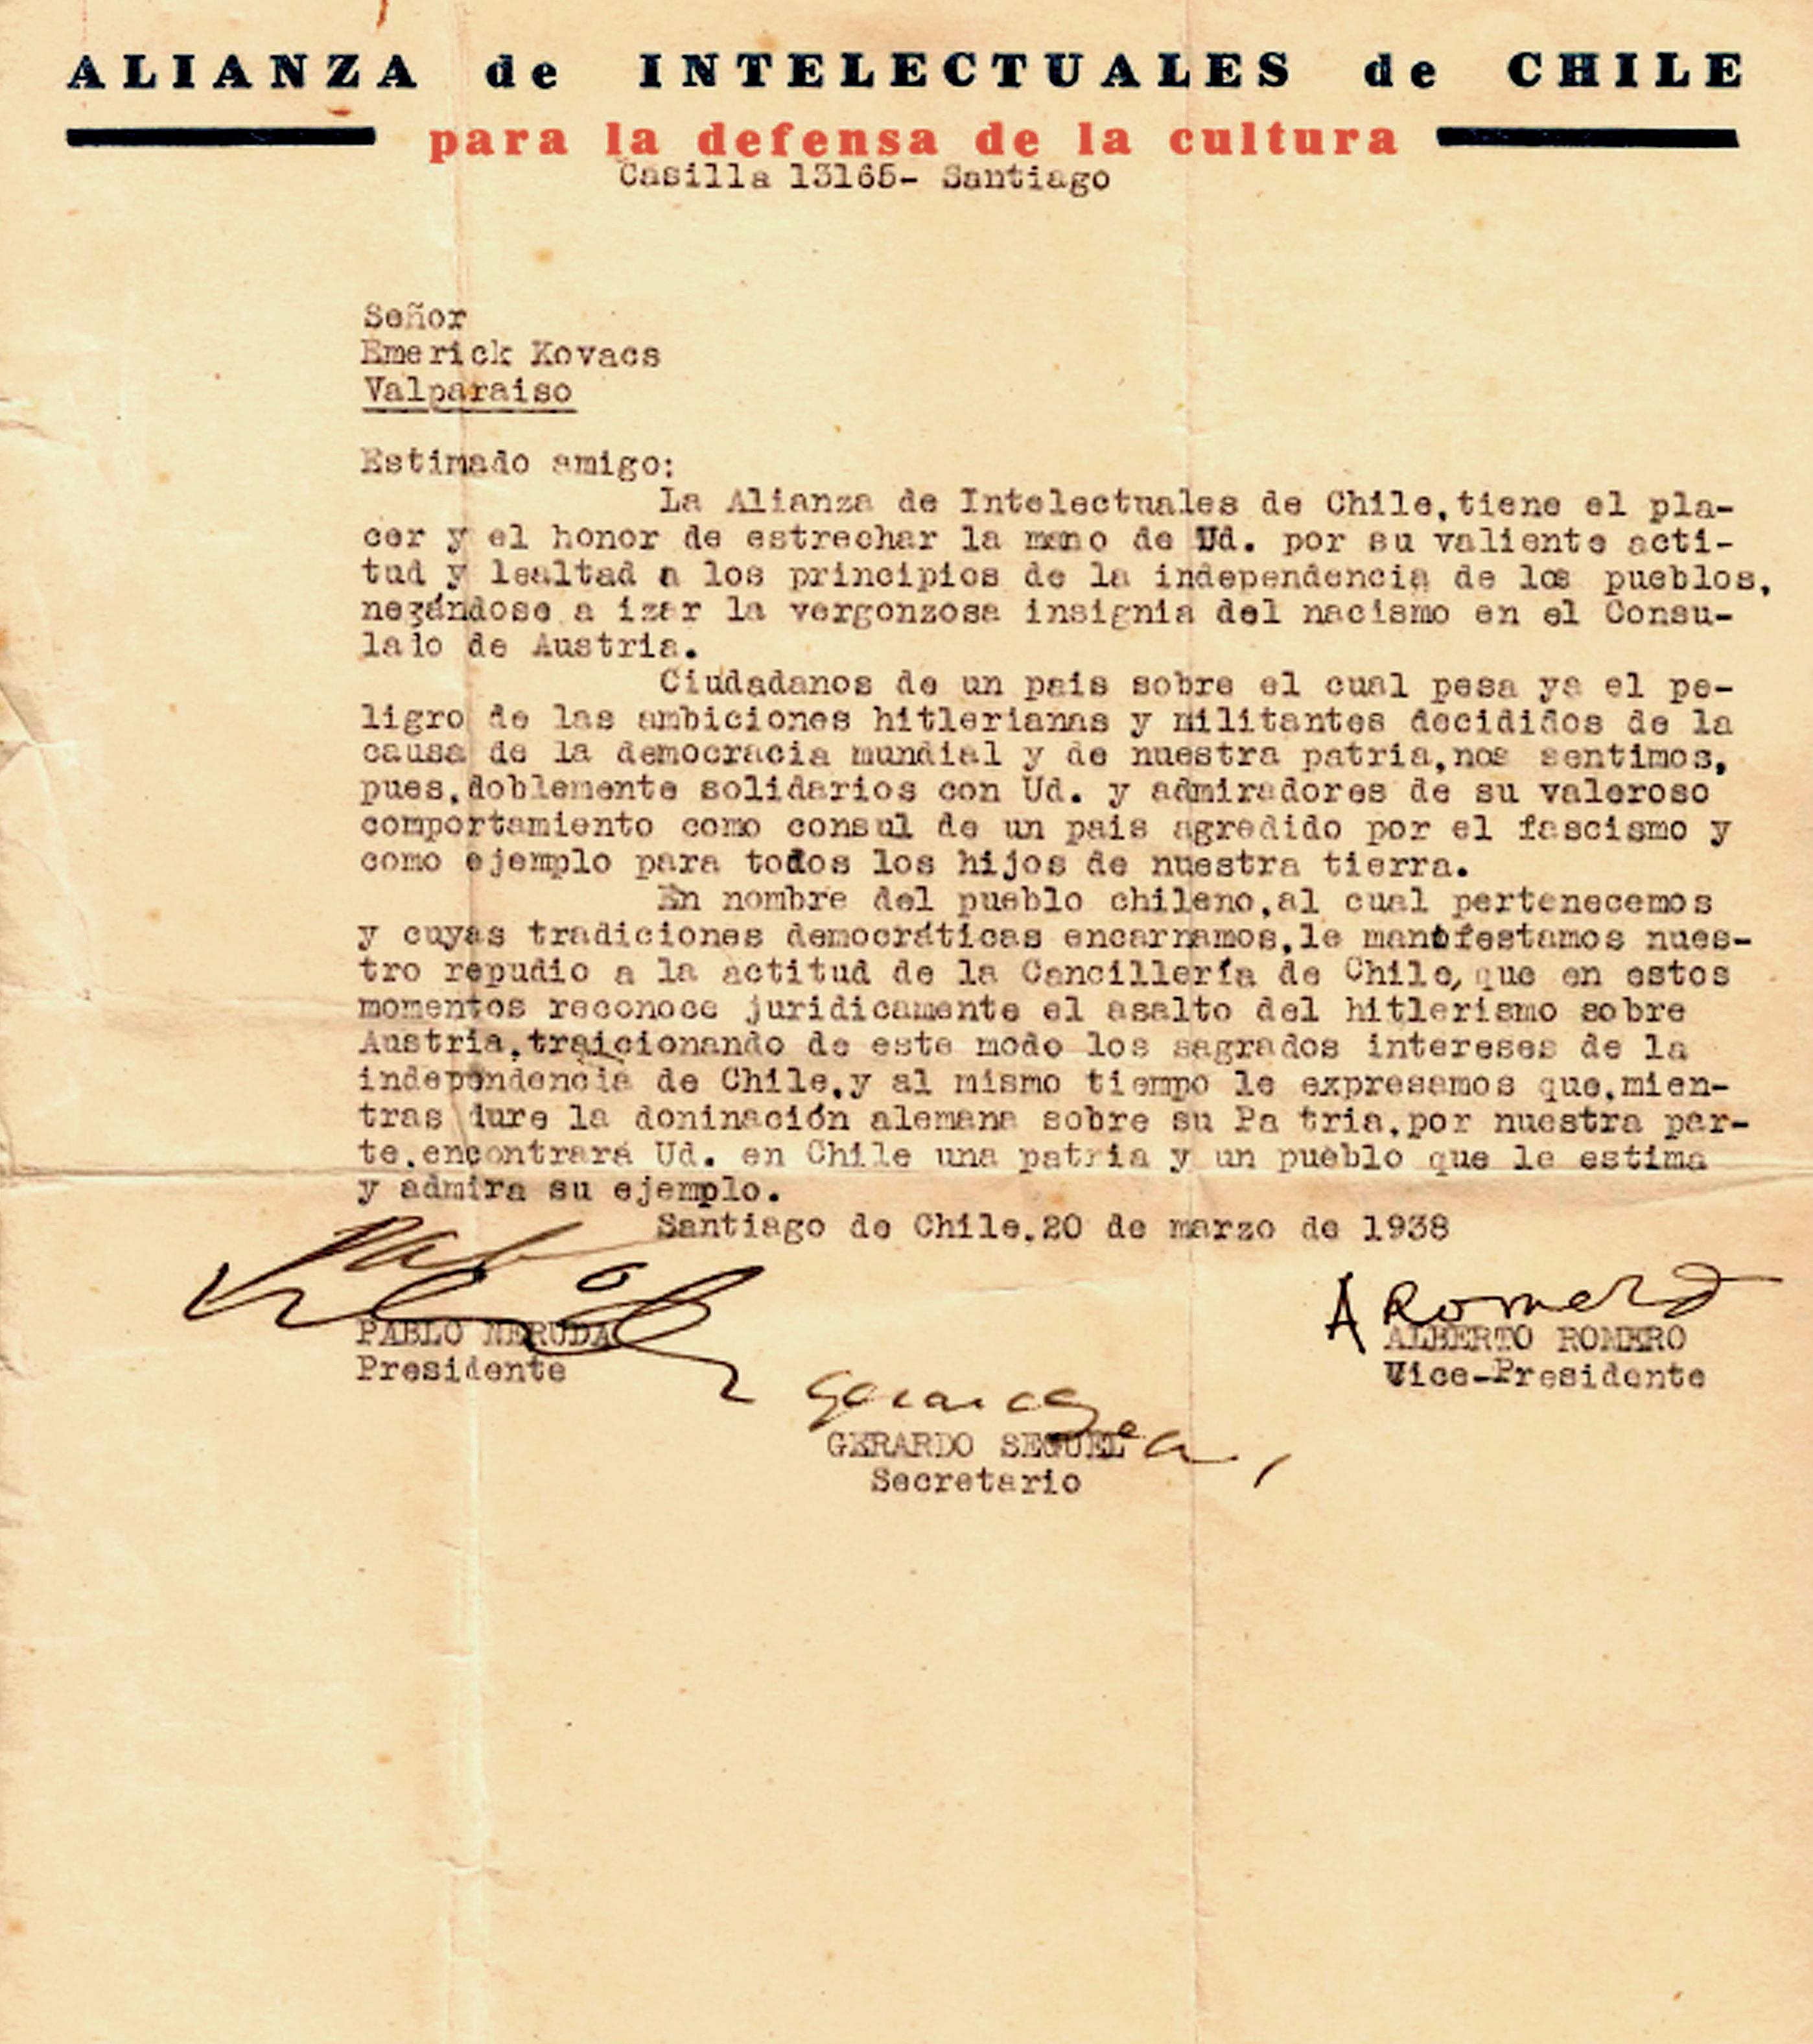 ALIANZA de INTELECTUALES de CHILE
para la defensa de la cultura
Casilla 13165- Santiago
Señor
Emerick Kovacs
Valparaiso
Estimado amigo:
La Alianza de Intelectuales de Chile,tiene el pla-
cer y el honor de estrechar la mano de Ud. por su valiente acti-
tud y lealtad a los principios de la independencia de los pueblos,
negándose a izar la vergonzosa insignia del nacismo en el Consu-
lado de Austria.
Ciudadanos de un pais sobre el cual pesa ya el pe-
ligro de las ambiciones hitlerianas y militantes decididos de la
causa de la democracia mundial y de nuestra patria,nos sentimos,
pues,doblemente solidarios con Ud. y admiradores de su valeroso
comportamiento como consul de un pais agredido por el fascismo y
como ejemplo para todos los hijos de nuestra tierra.
En nombre del pueblo chileno,al cual pertenecemos
y cuyas tradiciones democráticas encarnamos,le manifestamos nues-
tro repudio a la actitud de la Cancillería de Chile,que en estos
momentos reconoce juridicamente el asalto del hitlerismo sobre
Austria,traicionando de este modo los sagrados intereses de la
independencia de Chile,y al mismo tiempo le expresamos que,mien-
tras dure la doninación alemana sobre su Pa tria,por nuestra par-
te,encontrará Ud. en Chile una patria y un pueblo que le estima
y admira su ejemplo.
Santiago de Chile,20 de marzo de 1938
A Romero
PABLO NERUDA
ALBERTO ROMERO
Presidente
Vice-Presidente
GERARDO SEGUEL
Secretario